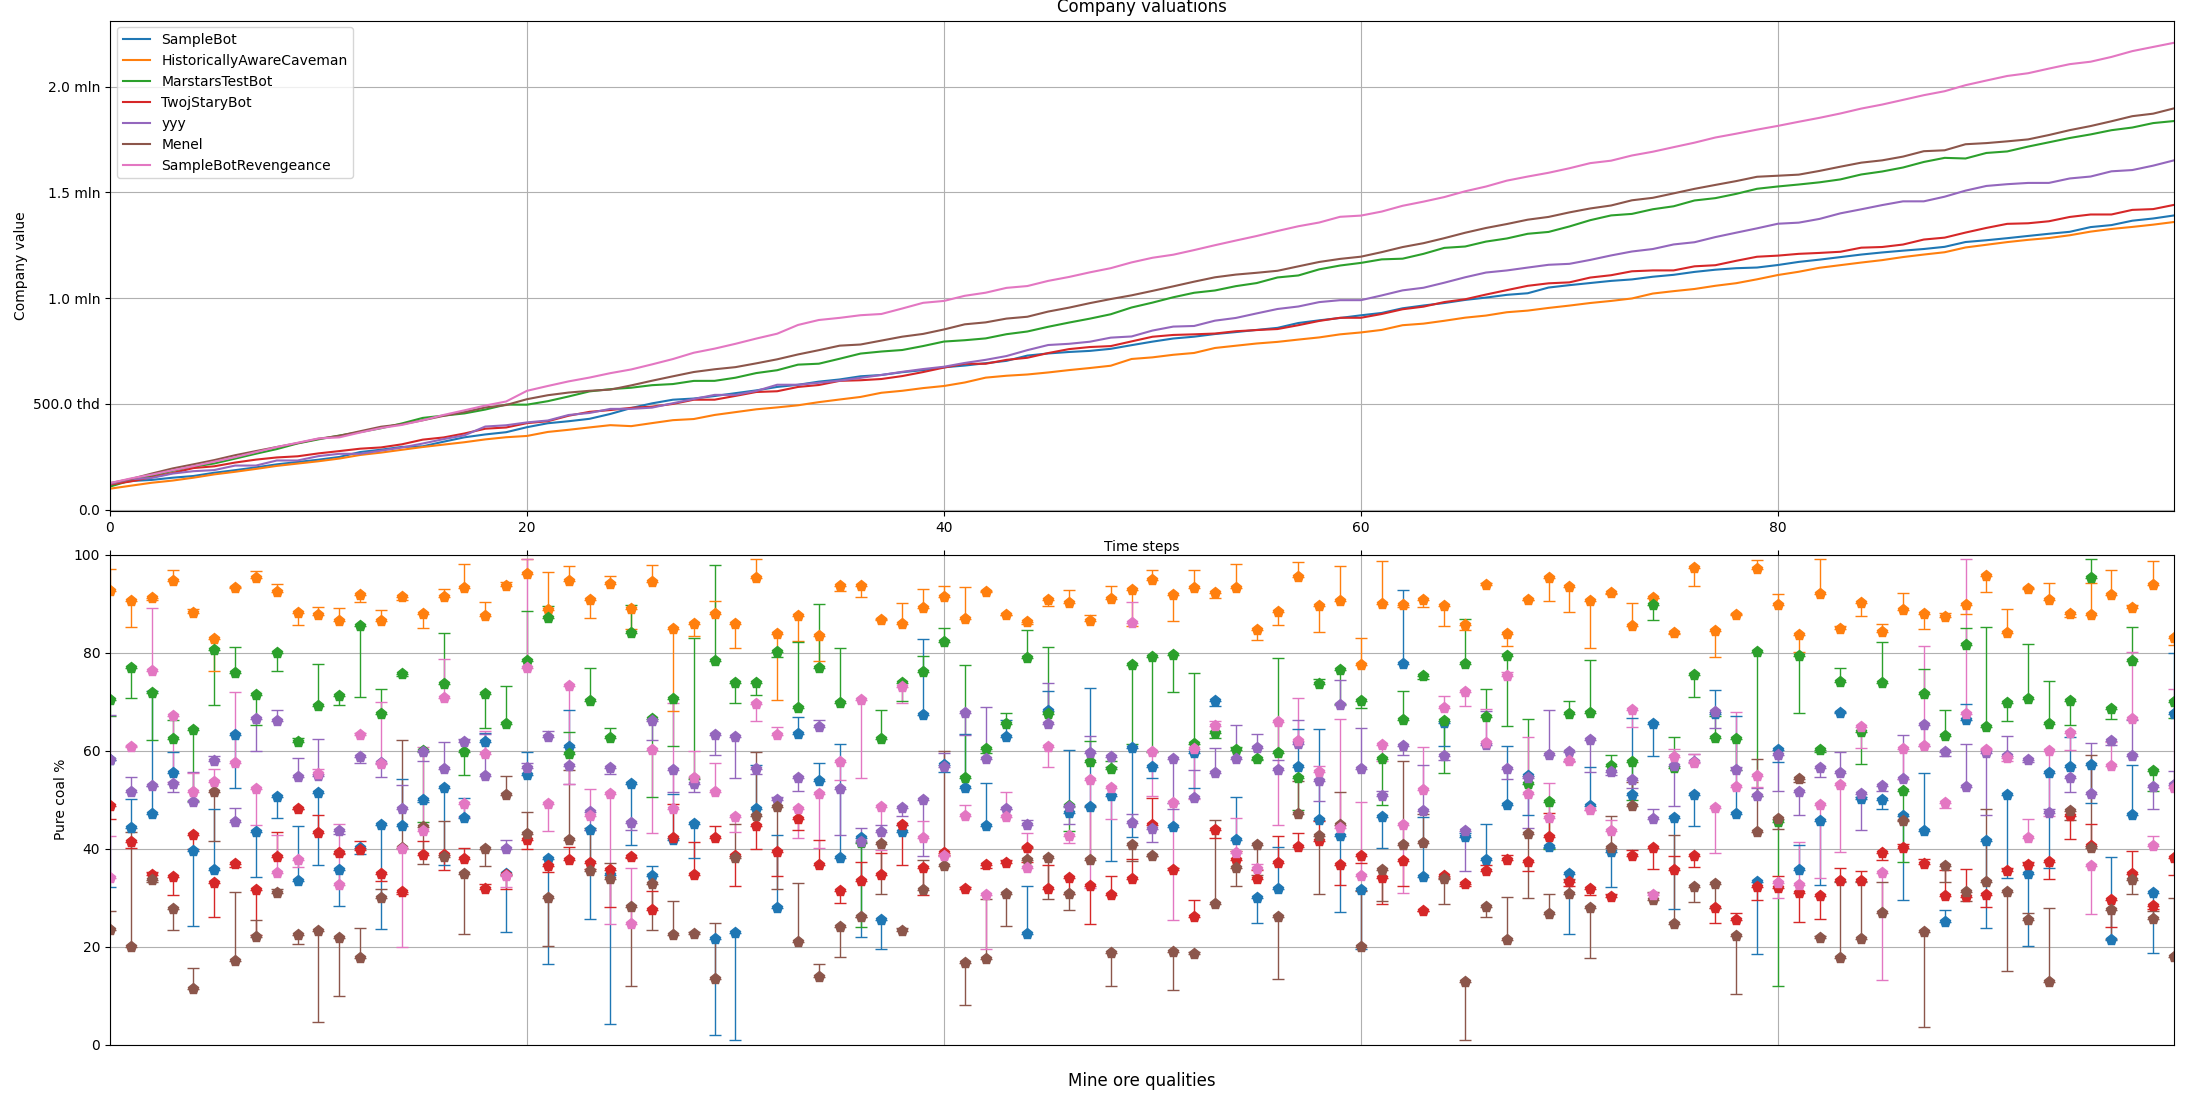 Company valuations
SampleBot
HistoricallyAwareCaveman
MarstarsTestBot
TwojStaryBot
yyy
Menel
SampleBotRevengeance
Company value
2.0 mln
1.5 mln
1.0 mln
500.0 thd
0.0
0 20 40 60 80
Time steps
Pure coal %
100
80
60
40
20
0
Mine ore qualities